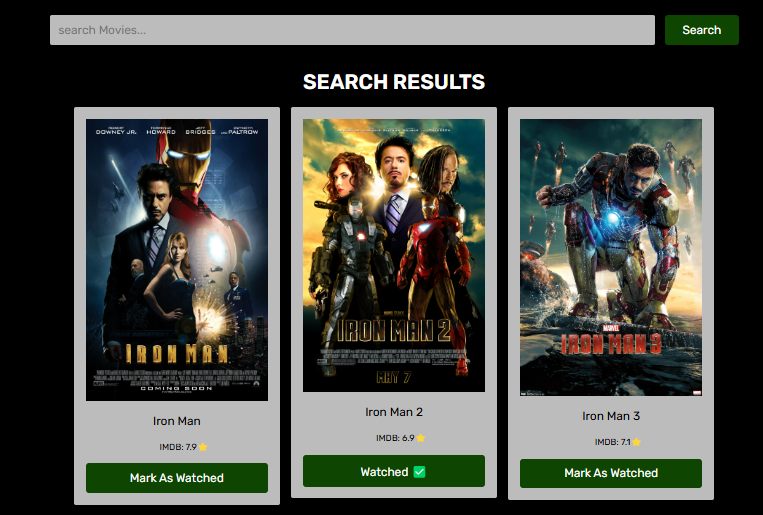 search Movies...
Search
SEARCH RESULTS
ROBERT DOWNEY JR. TERRENCE HOWARD JEFF BRIDGES GWYNETH PALTROW
IRON MAN
COMING SOON
Iron Man
IMDB: 7.9 ⭐
Mark As Watched
IRON MAN 2
MAY 7
Iron Man 2
IMDB: 6.9 ⭐
Watched ✅
MARVEL
IRON MAN 3
Iron Man 3
IMDB: 7.1 ⭐
Mark As Watched